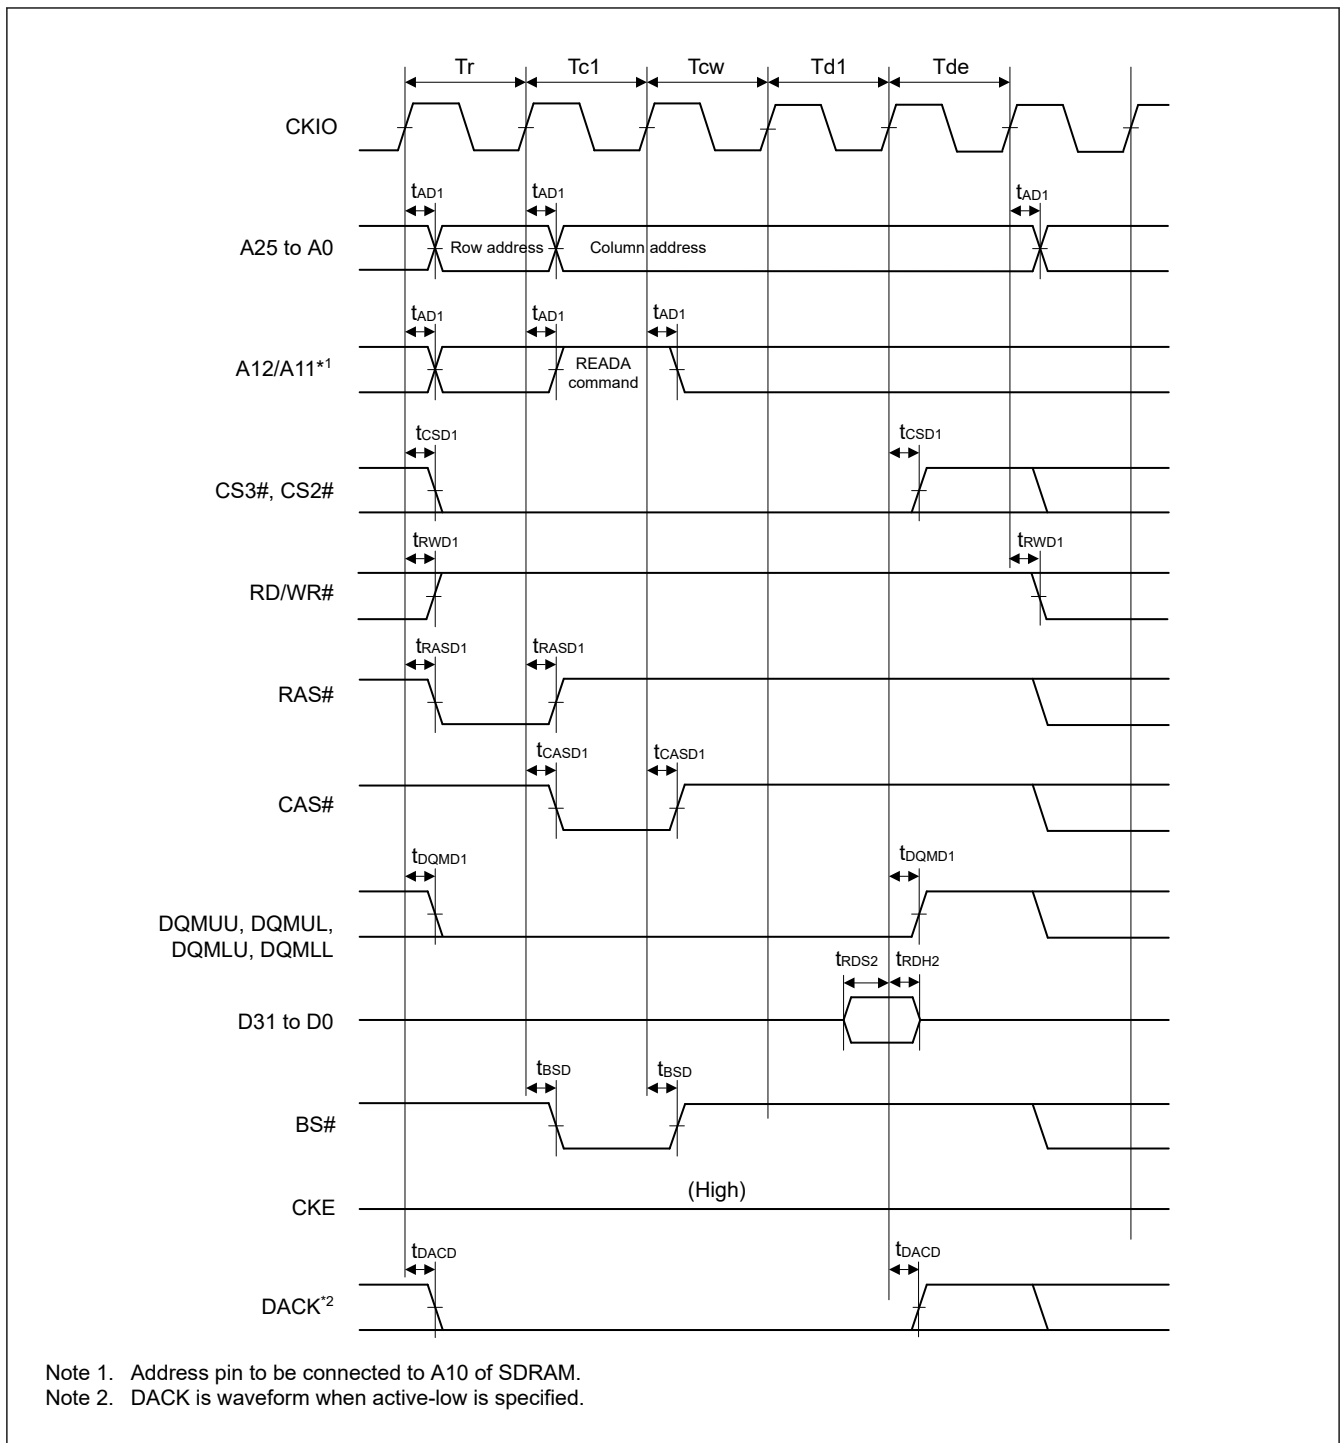 Tr Tc1 Tcw Td1 Tde
CKIO
tAD1 tAD1 tAD1
A25 to A0 Row address Column address
tAD1 tAD1 tAD1
A12/A11*1 READA
command
tCSD1 tCSD1
CS3#, CS2#
tRWD1 tRWD1
RD/WR#
tRASD1 tRASD1
RAS#
tCASD1 tCASD1
CAS#
tDQMD1 tDQMD1
DQMUU, DQMUL,
DQMLU, DQMLL
tRDS2 tRDH2
D31 to D0
tBSD tBSD
BS#
(High)
CKE
tDACD tDACD
DACK*2
Note 1. Address pin to be connected to A10 of SDRAM.
Note 2. DACK is waveform when active-low is specified.